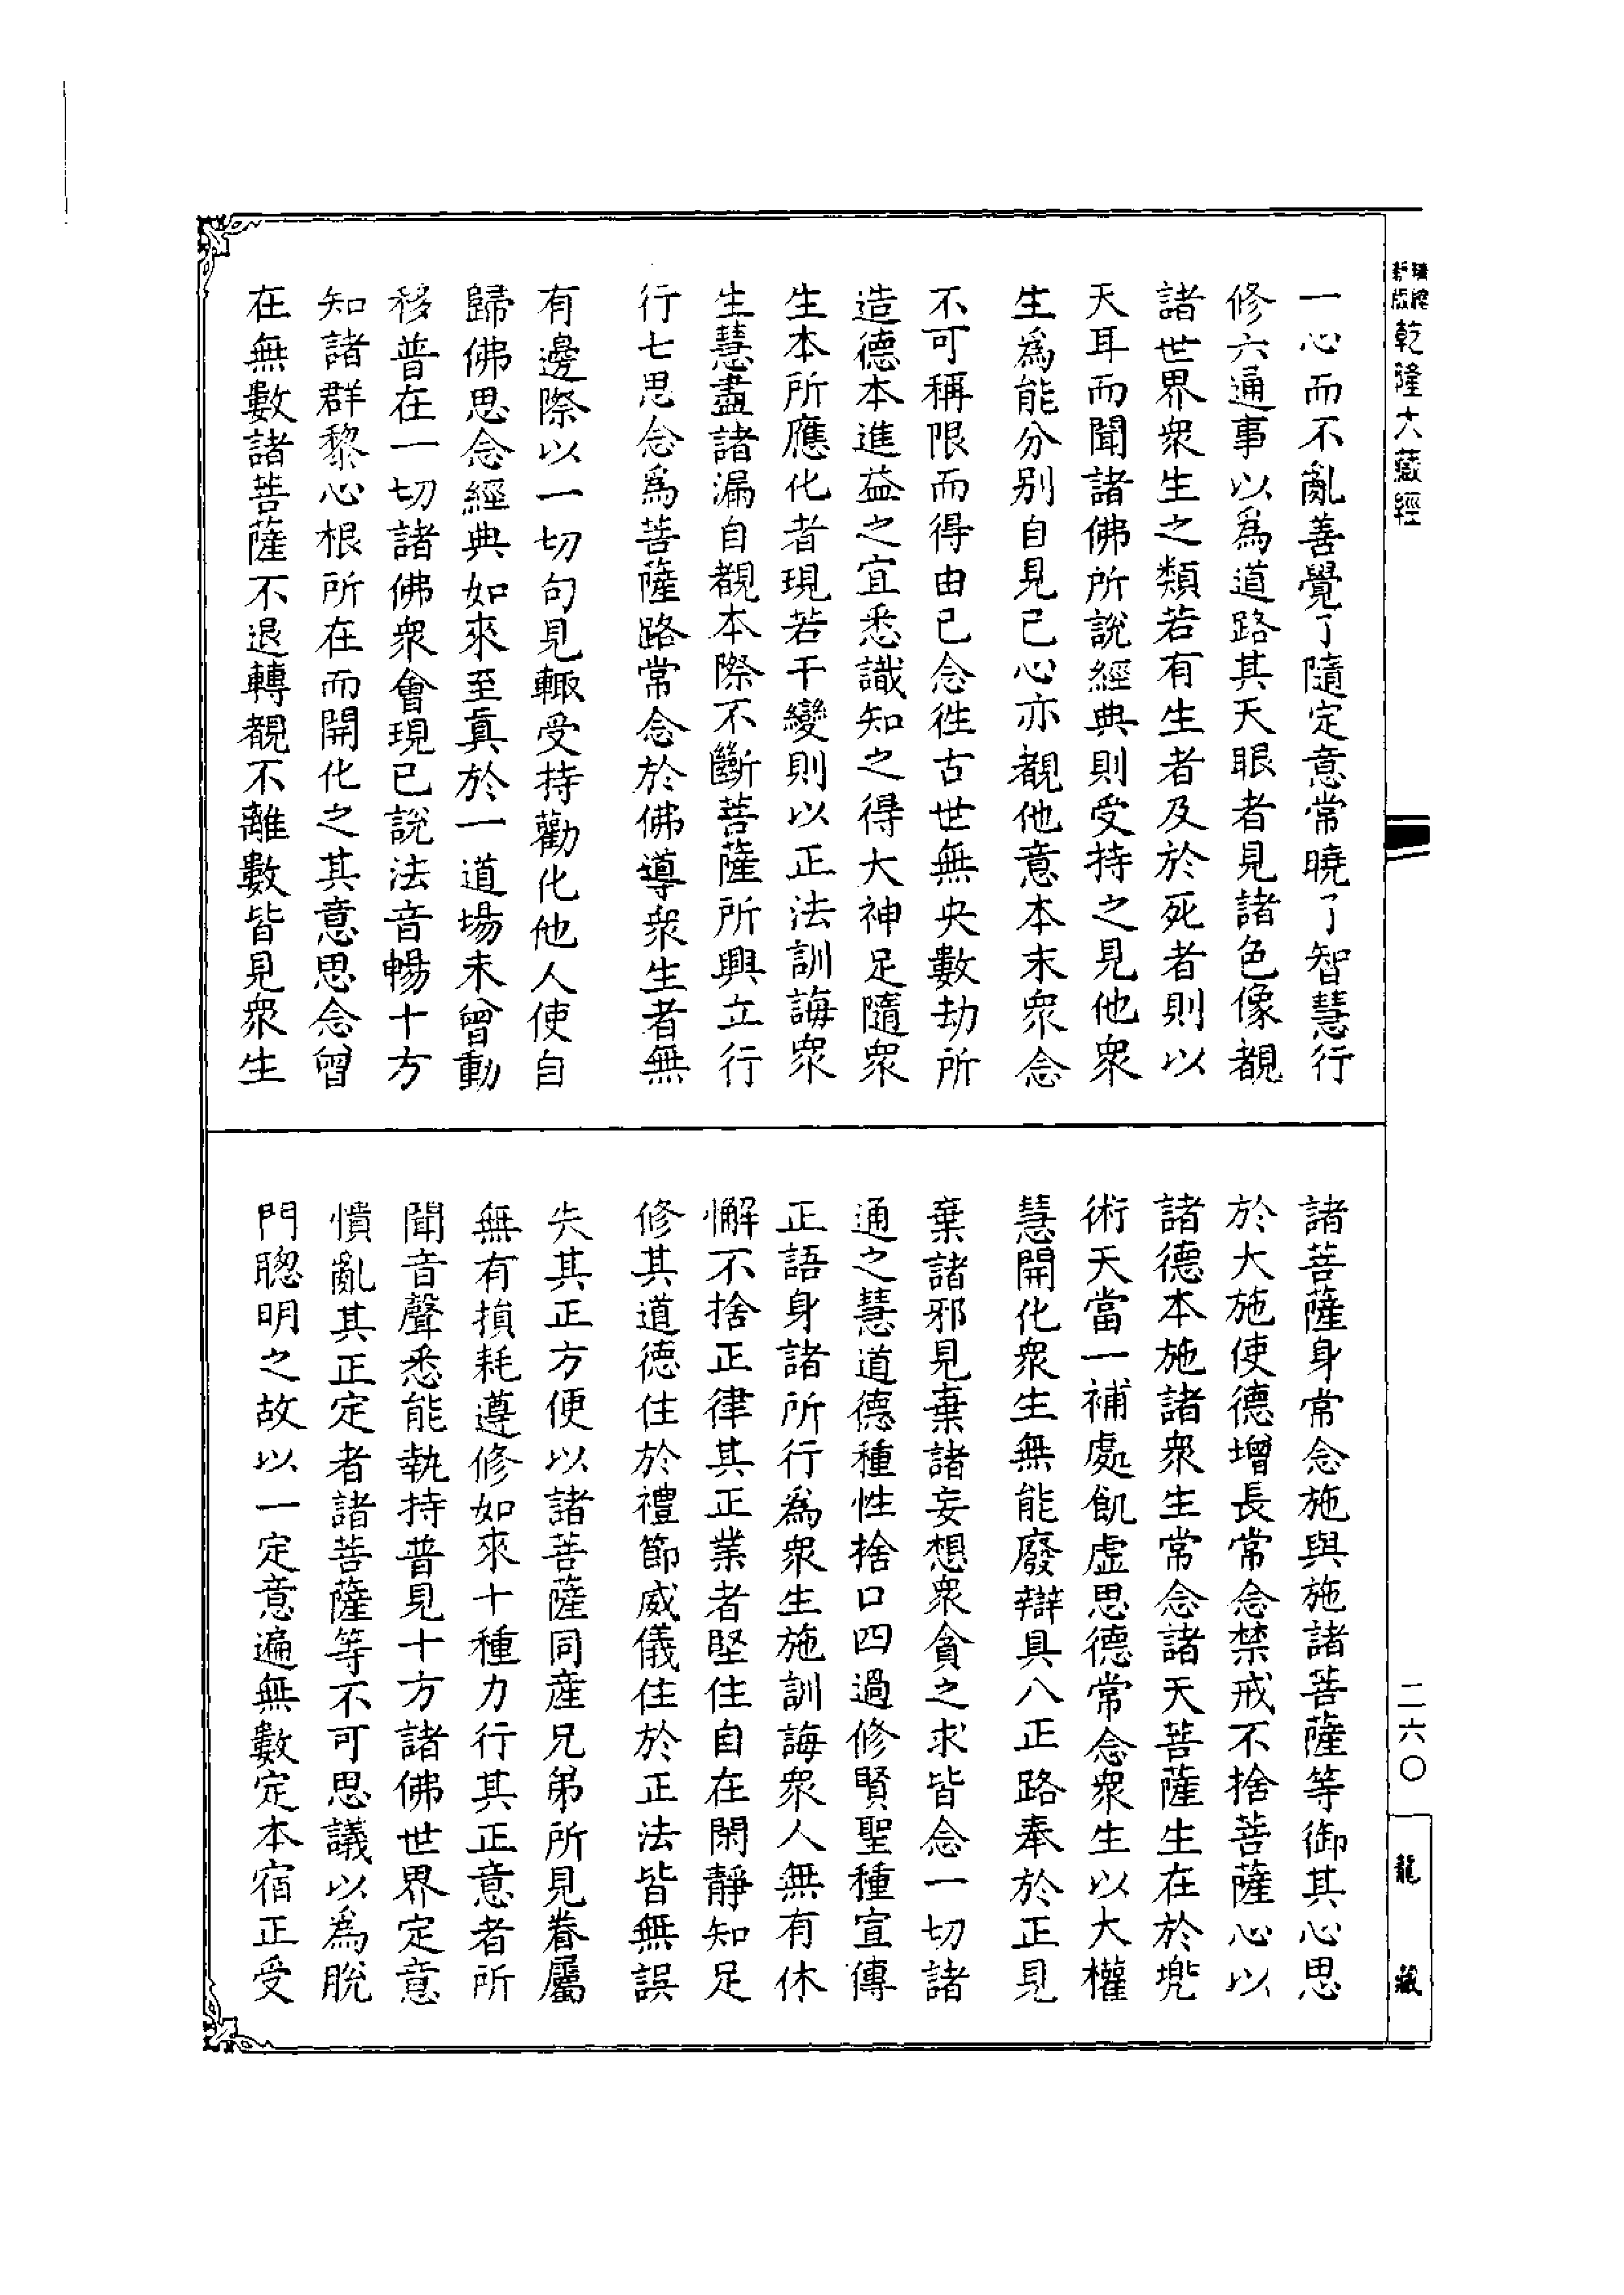 乾隆大藏經
一心而不亂善覺了隨定意常曉了智慧行
修六通事以爲道路其天眼者見諸色像覩
諸世界衆生之類若有生者及於死者則以
天耳而聞諸佛所說經典則受持之見他衆
生爲能分别自見已心亦覩他意本末衆念
不可稱限而得由已念徃古世無央數劫所
造德本進益之宜悉識知之得大神足隨衆
生本所應化者現若干變則以正法訓誨衆
生慧盡諸漏自覩本際不斷菩薩所興立行
行七思念爲菩薩路常念於佛導衆生者無
有邊際以一切句見輙受持勸化他人使自
歸佛思念經典如來至真於一道場未曾動
移普在一切諸佛衆會現已說法音暢十方
知諸群黎心根所在而開化之其意思念曾
在無數諸菩薩不退轉覩不離數皆見衆生
諸菩薩身常念施與施諸菩薩等御其心思
於大施使德增長常念禁戒不捨菩薩心以
諸德本施諸衆生常念諸天菩薩生在於兠
術天當一補處飢虛思德常念衆生以大權
慧開化衆生無能廢辯具八正路奉於正見
棄諸邪見棄諸妄想衆貪之求皆念一切諸
通之慧道德種性捨口四過修賢聖種宣傳
正語身諸所行爲衆生施訓誨衆人無有休
懈不捨正律其正業者堅住自在閑靜知足
修其道德住於禮節威儀住於正法皆無誤
失其正方便以諸菩薩同産兄弟所見眷屬
無有損耗遵修如來十種力行其正意者所
聞音聲悉能執持普見十方諸佛世界定意
憒亂其正定者諸菩薩等不可思議以爲脫
門聰明之故以一定意遍無數定本宿正受
二六〇
龍藏